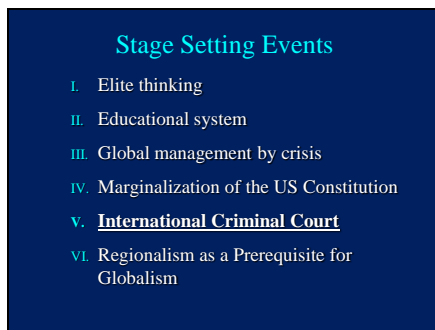 Stage Setting Events
I. Elite thinking
II. Educational system
III. Global management by crisis
IV. Marginalization of the US Constitution
V. International Criminal Court
VI. Regionalism as a Prerequisite for
Globalism